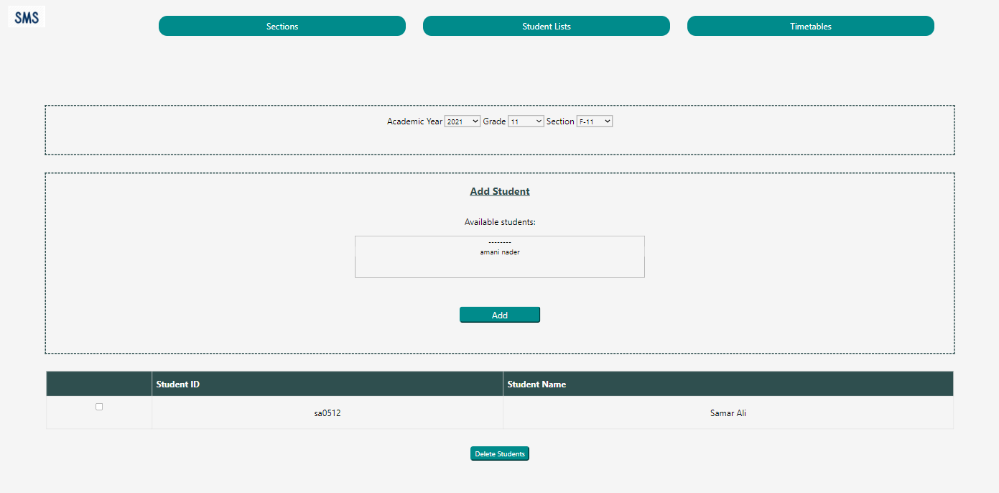 SMS
Sections Student Lists Timetables
Academic Year 2021 Grade 11 Section F-11
Add Student
Available students:
--------
amani nader
Add
Student ID Student Name
sa0512 Samar Ali
Delete Students